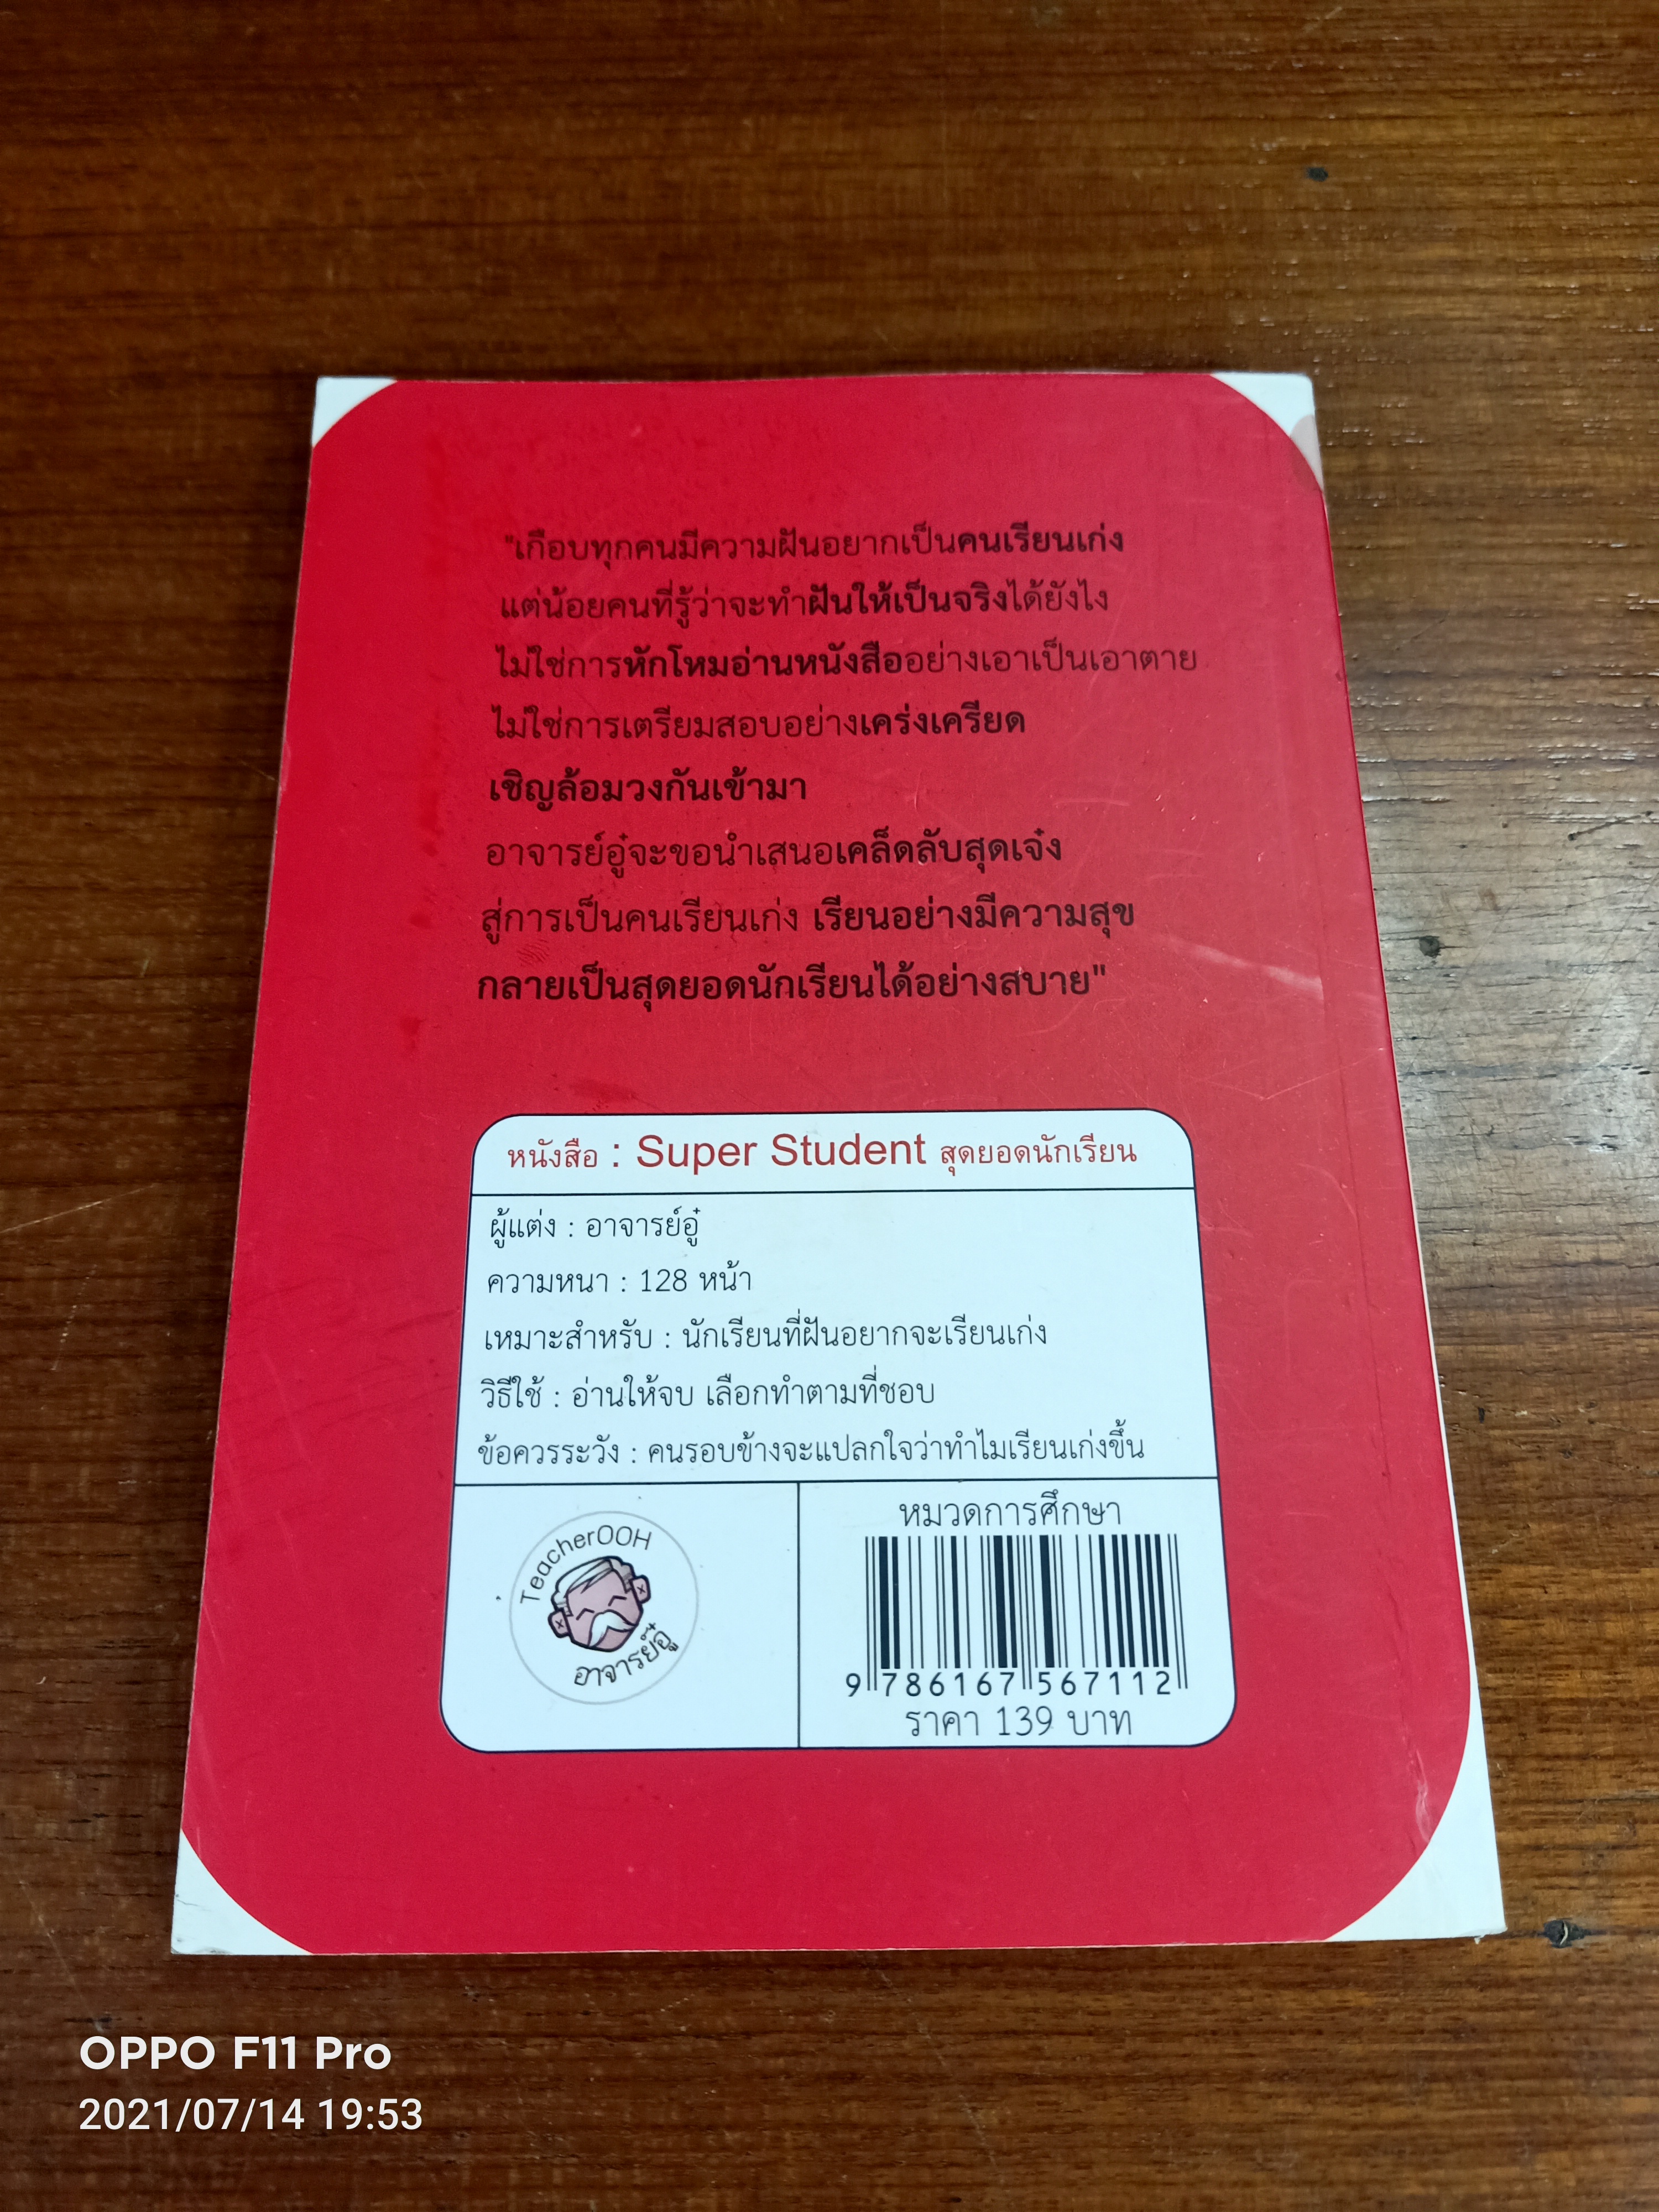 "เกือบทุกคนมีความฝันอยากเป็นคนเรียนเก่ง
แต่น้อยคนที่รู้ว่าจะทำฝันให้เป็นจริงได้ยังไง
ไม่ใช่การหักโหมอ่านหนังสืออย่างเอาเป็นเอาตาย
ไม่ใช่การเตรียมสอบอย่างเคร่งเครียด
เชิญล้อมวงกันเข้ามา
อาจารย์อู๋จะขอนำเสนอเคล็ดลับสุดเจ๋ง
สู่การเป็นคนเรียนเก่ง เรียนอย่างมีความสุข
กลายเป็นสุดยอดนักเรียนได้อย่างสบาย"
หนังสือ : Super Student สุดยอดนักเรียน
ผู้แต่ง : อาจารย์อู๋
ความหนา : 128 หน้า
เหมาะสำหรับ : นักเรียนที่ฝันอยากจะเรียนเก่ง
วิธีใช้ : อ่านให้จบ เลือกทำตามที่ชอบ
ข้อควรระวัง : คนรอบข้างจะแปลกใจว่าทำไมเรียนเก่งขึ้น
TeacherOOH
อาจารย์อู๋
หมวดการศึกษา
9 786167 567112
ราคา 139 บาท
OPPO F11 Pro
2021/07/14 19:53